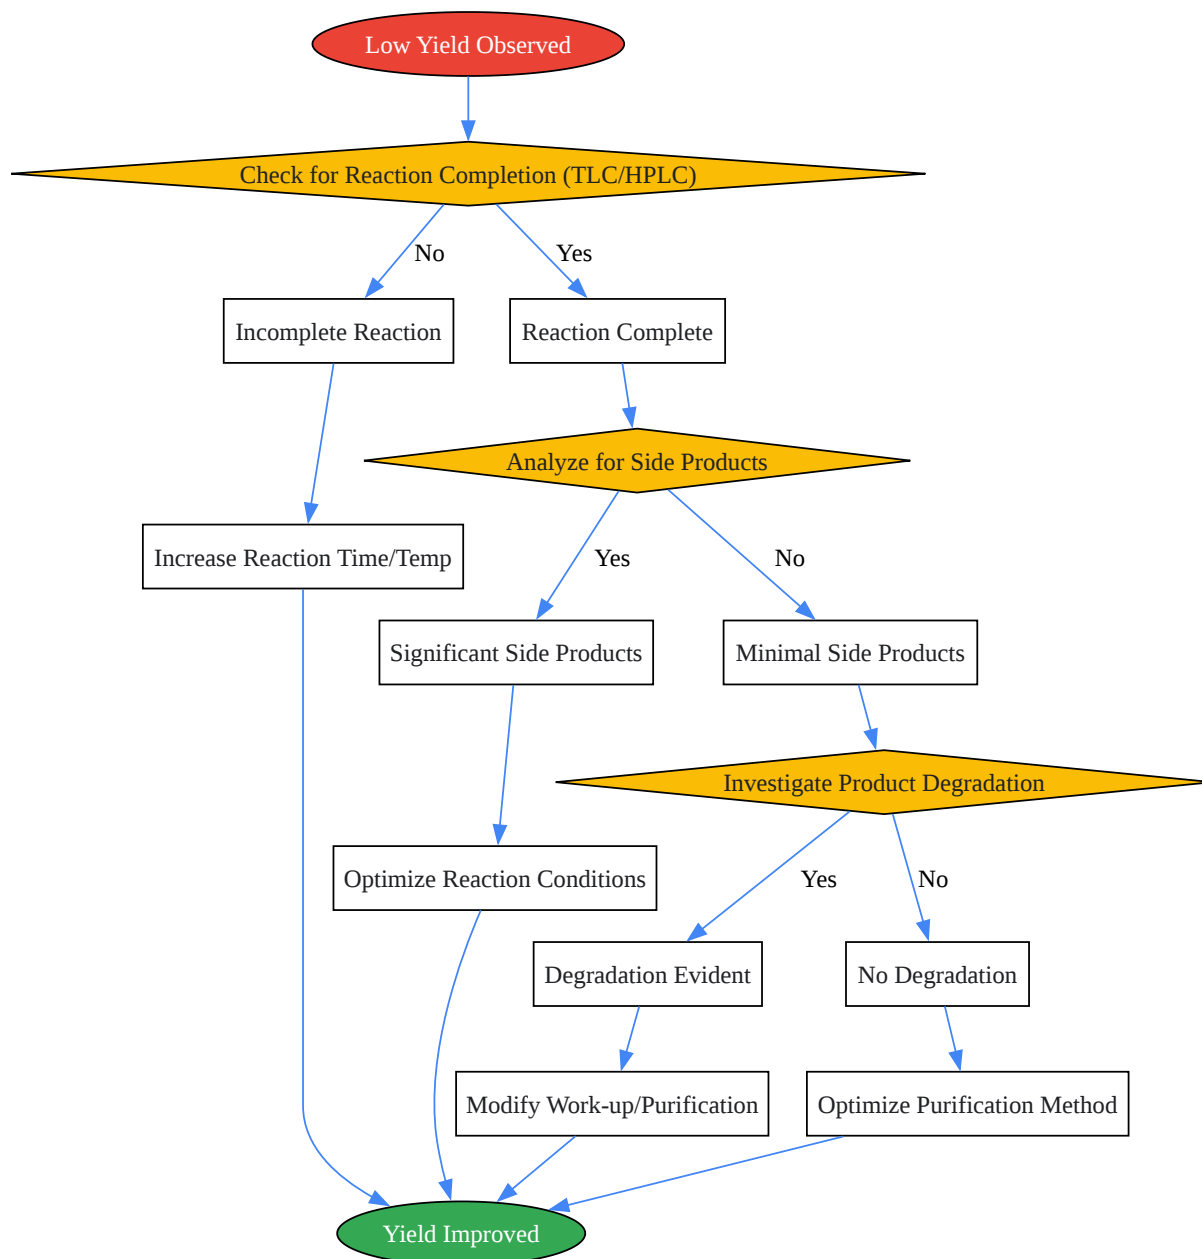 Low Yield Observed
Check for Reaction Completion (TLC/HPLC)
No
Yes
Incomplete Reaction
Reaction Complete
Analyze for Side Products
Increase Reaction Time/Temp
Yes
No
Significant Side Products
Minimal Side Products
Investigate Product Degradation
Optimize Reaction Conditions
Yes
No
Degradation Evident
No Degradation
Modify Work-up/Purification
Optimize Purification Method
Yield Improved